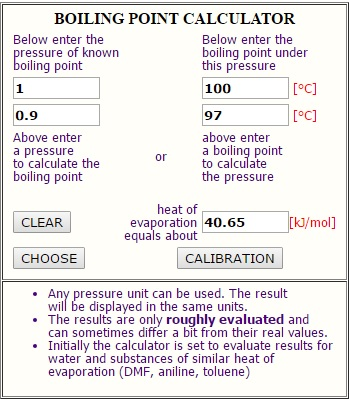 BOILING POINT CALCULATOR
Below enter the
pressure of known
boiling point
Below enter the
boiling point under
this pressure
1
100 [°C]
0.9
97 [°C]
Above enter
a pressure
to calculate the
boiling point
or
above enter
a boiling point
to calculate
the pressure
CLEAR
heat of
evaporation
equals about
40.65 [kJ/mol]
CHOOSE
CALIBRATION
• Any pressure unit can be used. The result
will be displayed in the same units.
• The results are only roughly evaluated and
can sometimes differ a bit from their real values.
• Initially the calculator is set to evaluate results for
water and substances of similar heat of
evaporation (DMF, aniline, toluene)